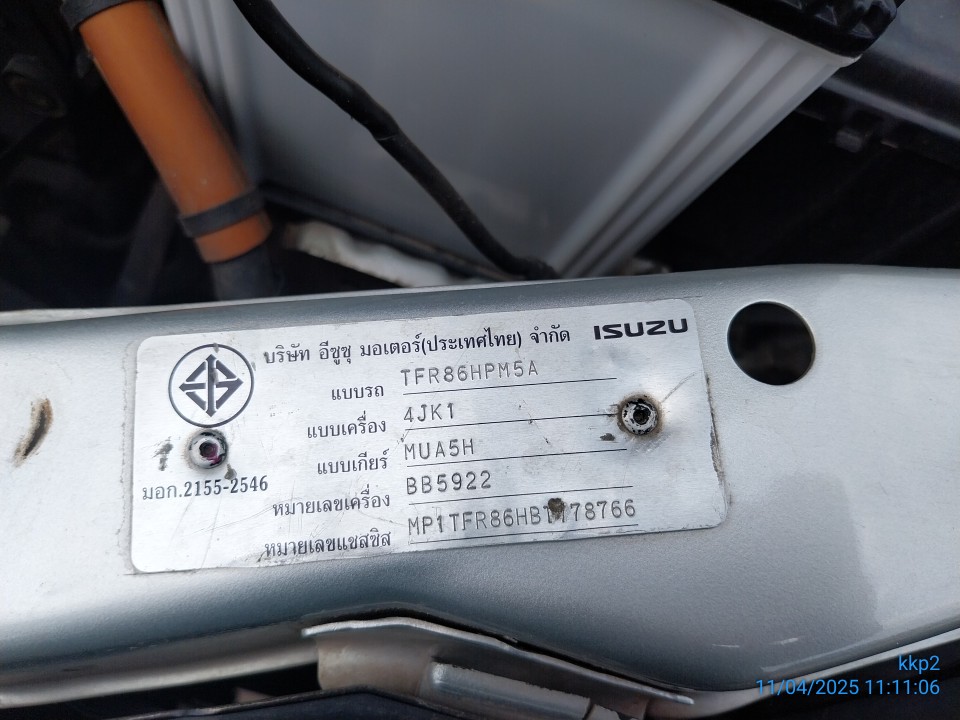 บริษัท อีซูซุ มอเตอร์(ประเทศไทย) จำกัด ISUZU
แบบรถ TFR86HPM5A
แบบเครื่อง 4JK1
แบบเกียร์ MUA5H
มอก.2155-2546
หมายเลขเครื่อง BB5922
หมายเลขแชสซิส MP1TFR86HBT178766
kkp2
11/04/2025 11:11:06